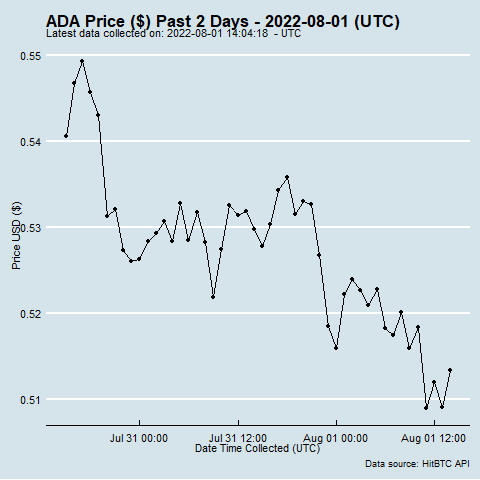 ADA Price ($) Past 2 Days - 2022-08-01 (UTC)
Latest data collected on: 2022-08-01 14:04:18 - UTC
0.55
0.54
0.53
0.52
0.51
Price USD ($)
Jul 31 00:00 Jul 31 12:00 Aug 01 00:00 Aug 01 12:00
Date Time Collected (UTC)
Data source: HitBTC API